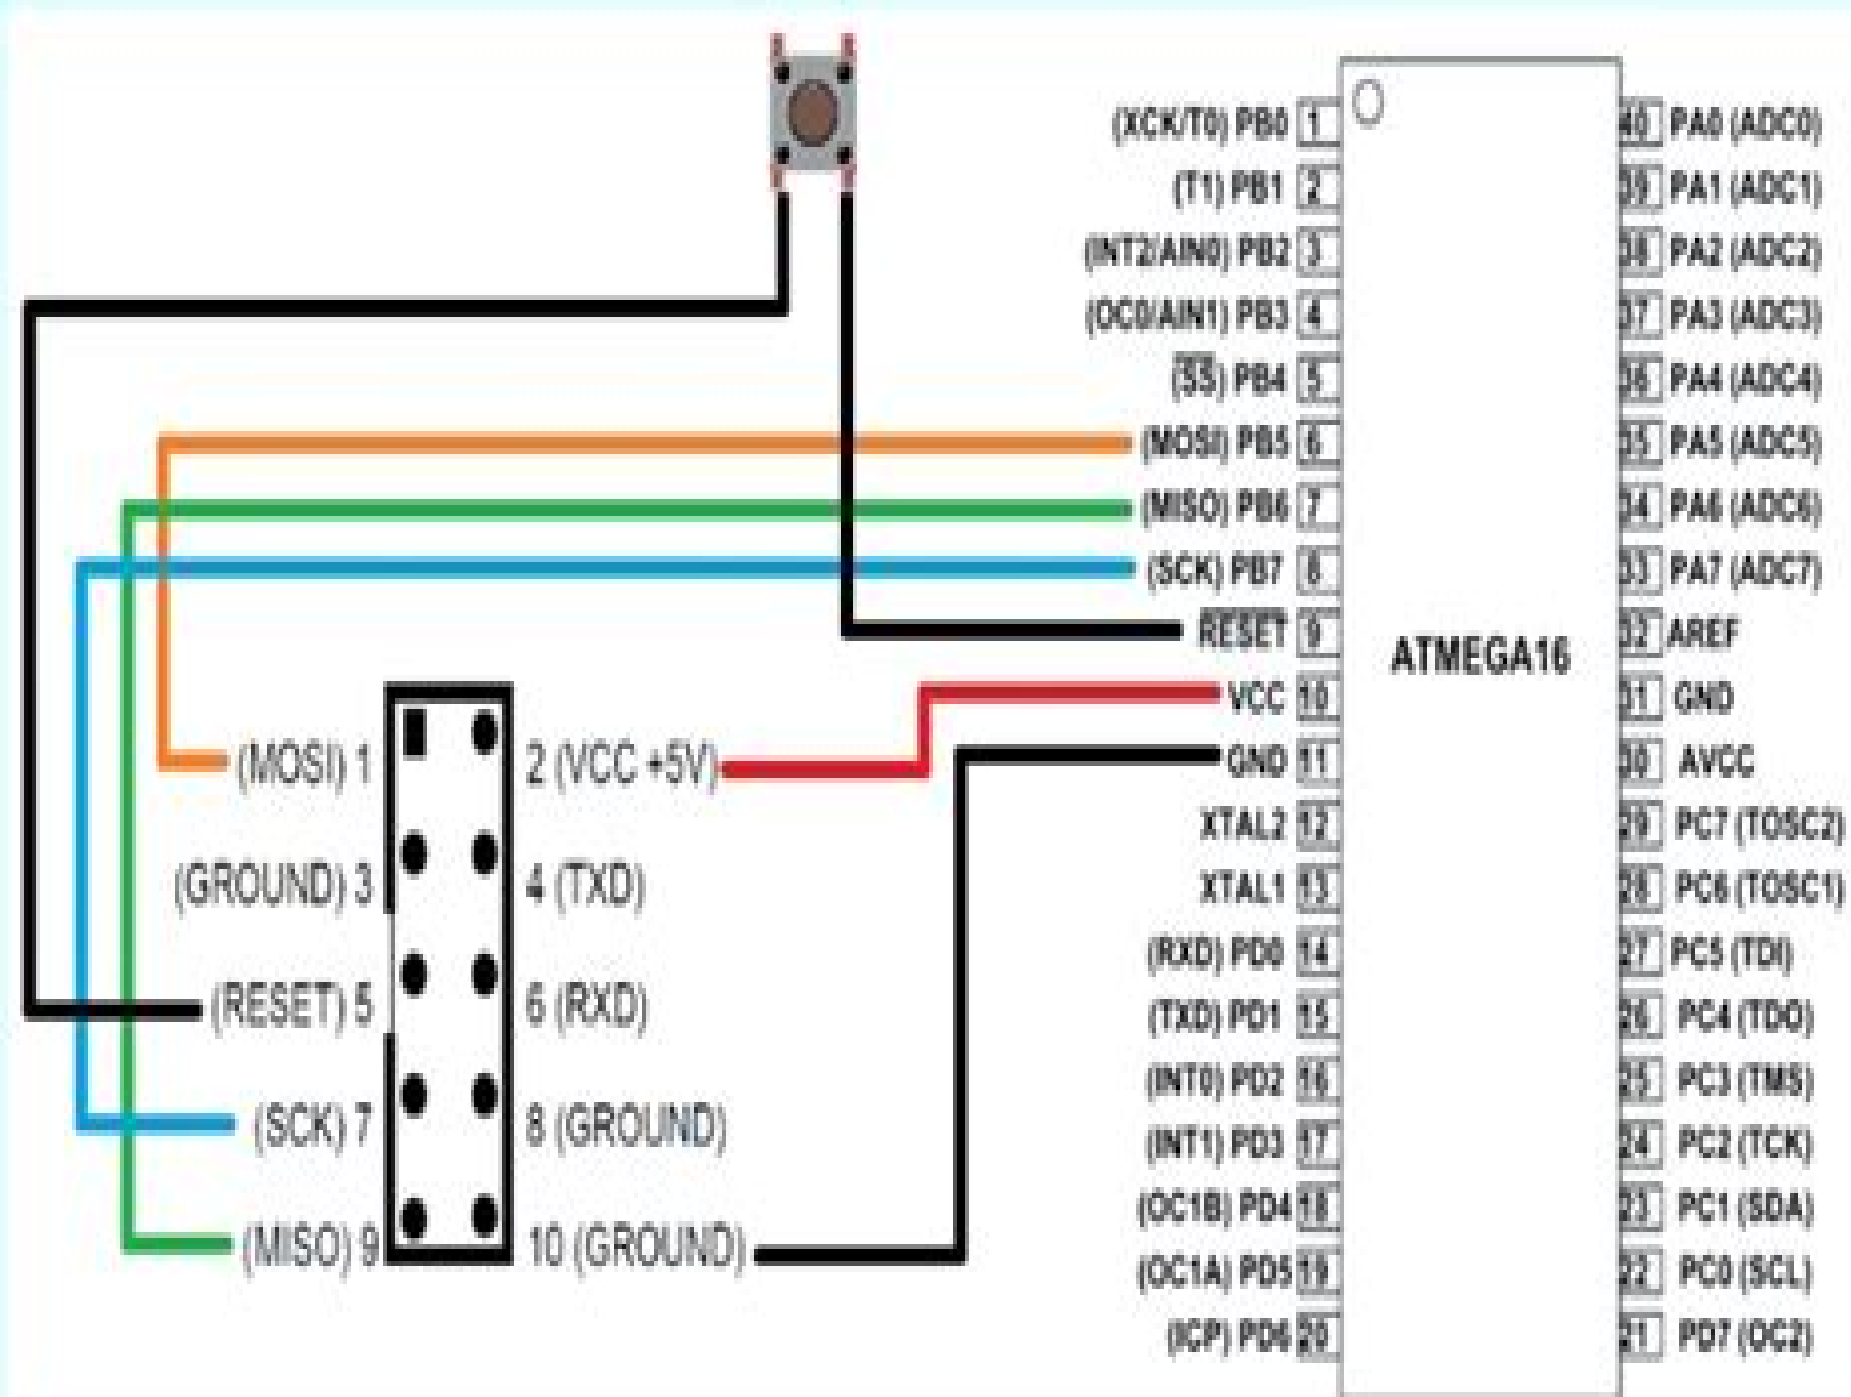 (XCK/T0) PB0 1
(T1) PB1 2
(INT2/AIN0) PB2 3
(OC0/AIN1) PB3 4
(SS) PB4 5
(MOSI) PB5 6
(MISO) PB6 7
(SCK) PB7 8
RESET 9
VCC 10
GND 11
XTAL2 12
XTAL1 13
(RXD) PD0 14
(TXD) PD1 15
(INT0) PD2 16
(INT1) PD3 17
(OC1B) PD4 18
(OC1A) PD5 19
(ICP) PD6 20
ATMEGA16
40 PA0 (ADC0)
39 PA1 (ADC1)
38 PA2 (ADC2)
37 PA3 (ADC3)
36 PA4 (ADC4)
35 PA5 (ADC5)
34 PA6 (ADC6)
33 PA7 (ADC7)
32 AREF
31 GND
30 AVCC
29 PC7 (TOSC2)
28 PC6 (TOSC1)
27 PC5 (TDI)
26 PC4 (TDO)
25 PC3 (TMS)
24 PC2 (TCK)
23 PC1 (SDA)
22 PC0 (SCL)
21 PD7 (OC2)
(MOSI) 1
2 (VCC +5V)
(GROUND) 3
4 (TXD)
(RESET) 5
6 (RXD)
(SCK) 7
8 (GROUND)
(MISO) 9
10 (GROUND)